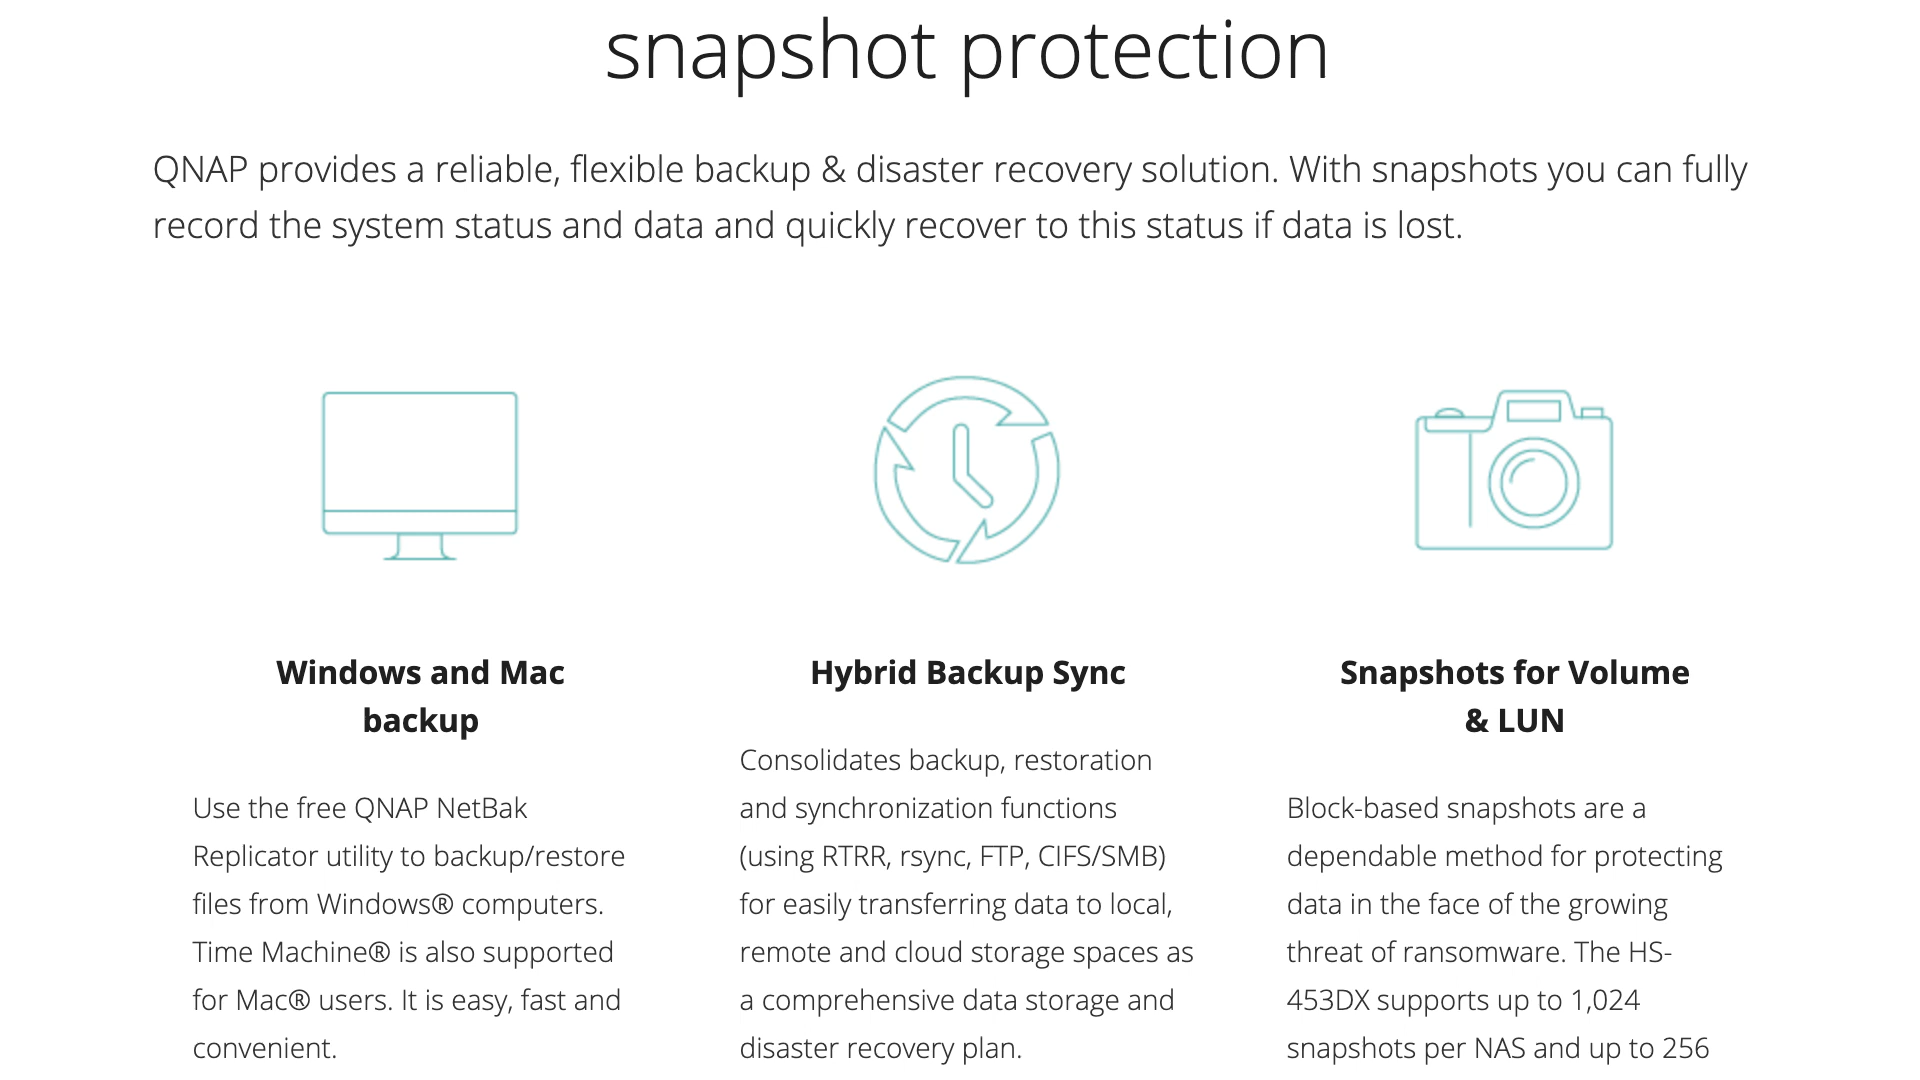 snapshot protection
QNAP provides a reliable, flexible backup & disaster recovery solution. With snapshots you can fully
record the system status and data and quickly recover to this status if data is lost.
Windows and Mac
backup
Use the free QNAP NetBak
Replicator utility to backup/restore
files from Windows® computers.
Time Machine® is also supported
for Mac® users. It is easy, fast and
convenient.
Hybrid Backup Sync
Consolidates backup, restoration
and synchronization functions
(using RTRR, rsync, FTP, CIFS/SMB)
for easily transferring data to local,
remote and cloud storage spaces as
a comprehensive data storage and
disaster recovery plan.
Snapshots for Volume
& LUN
Block-based snapshots are a
dependable method for protecting
data in the face of the growing
threat of ransomware. The HS-
453DX supports up to 1,024
snapshots per NAS and up to 256